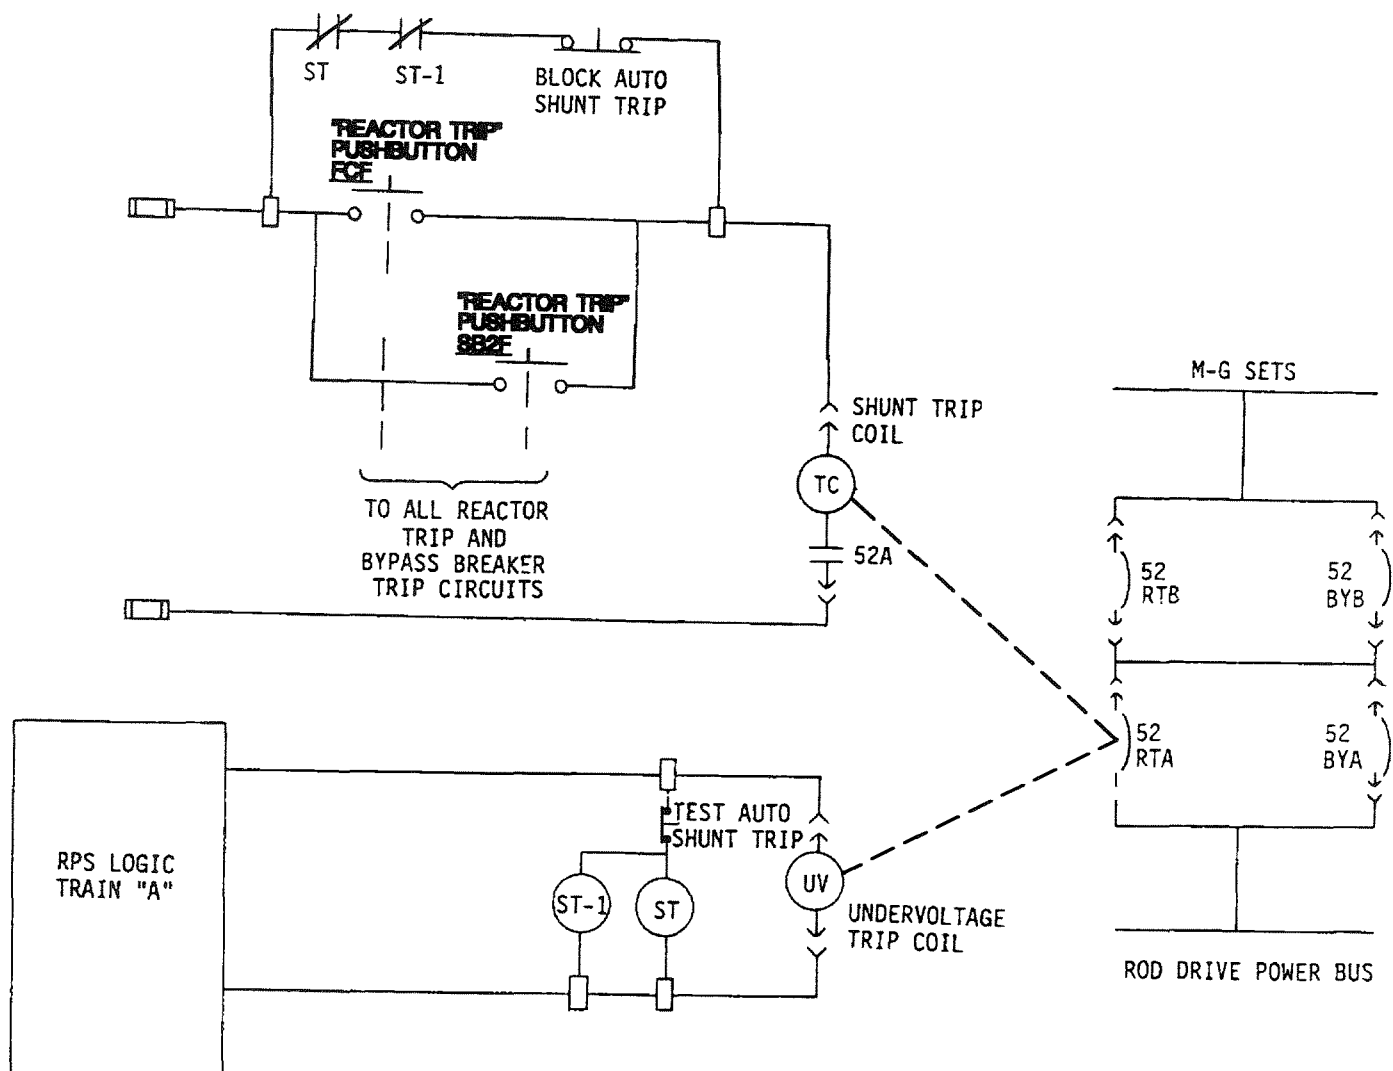 ST
ST-1
BLOCK AUTO
SHUNT TRIP
"REACTOR TRIP"
PUSHBUTTON
FCF
"REACTOR TRIP"
PUSHBUTTON
SB2F
TO ALL REACTOR
TRIP AND
BYPASS BREAKER
TRIP CIRCUITS
SHUNT TRIP
COIL
TC
52A
M-G SETS
52
RTB
52
BYB
52
RTA
52
BYA
ROD DRIVE POWER BUS
RPS LOGIC
TRAIN "A"
TEST AUTO
SHUNT TRIP
ST-1
ST
UV
UNDERVOLTAGE
TRIP COIL